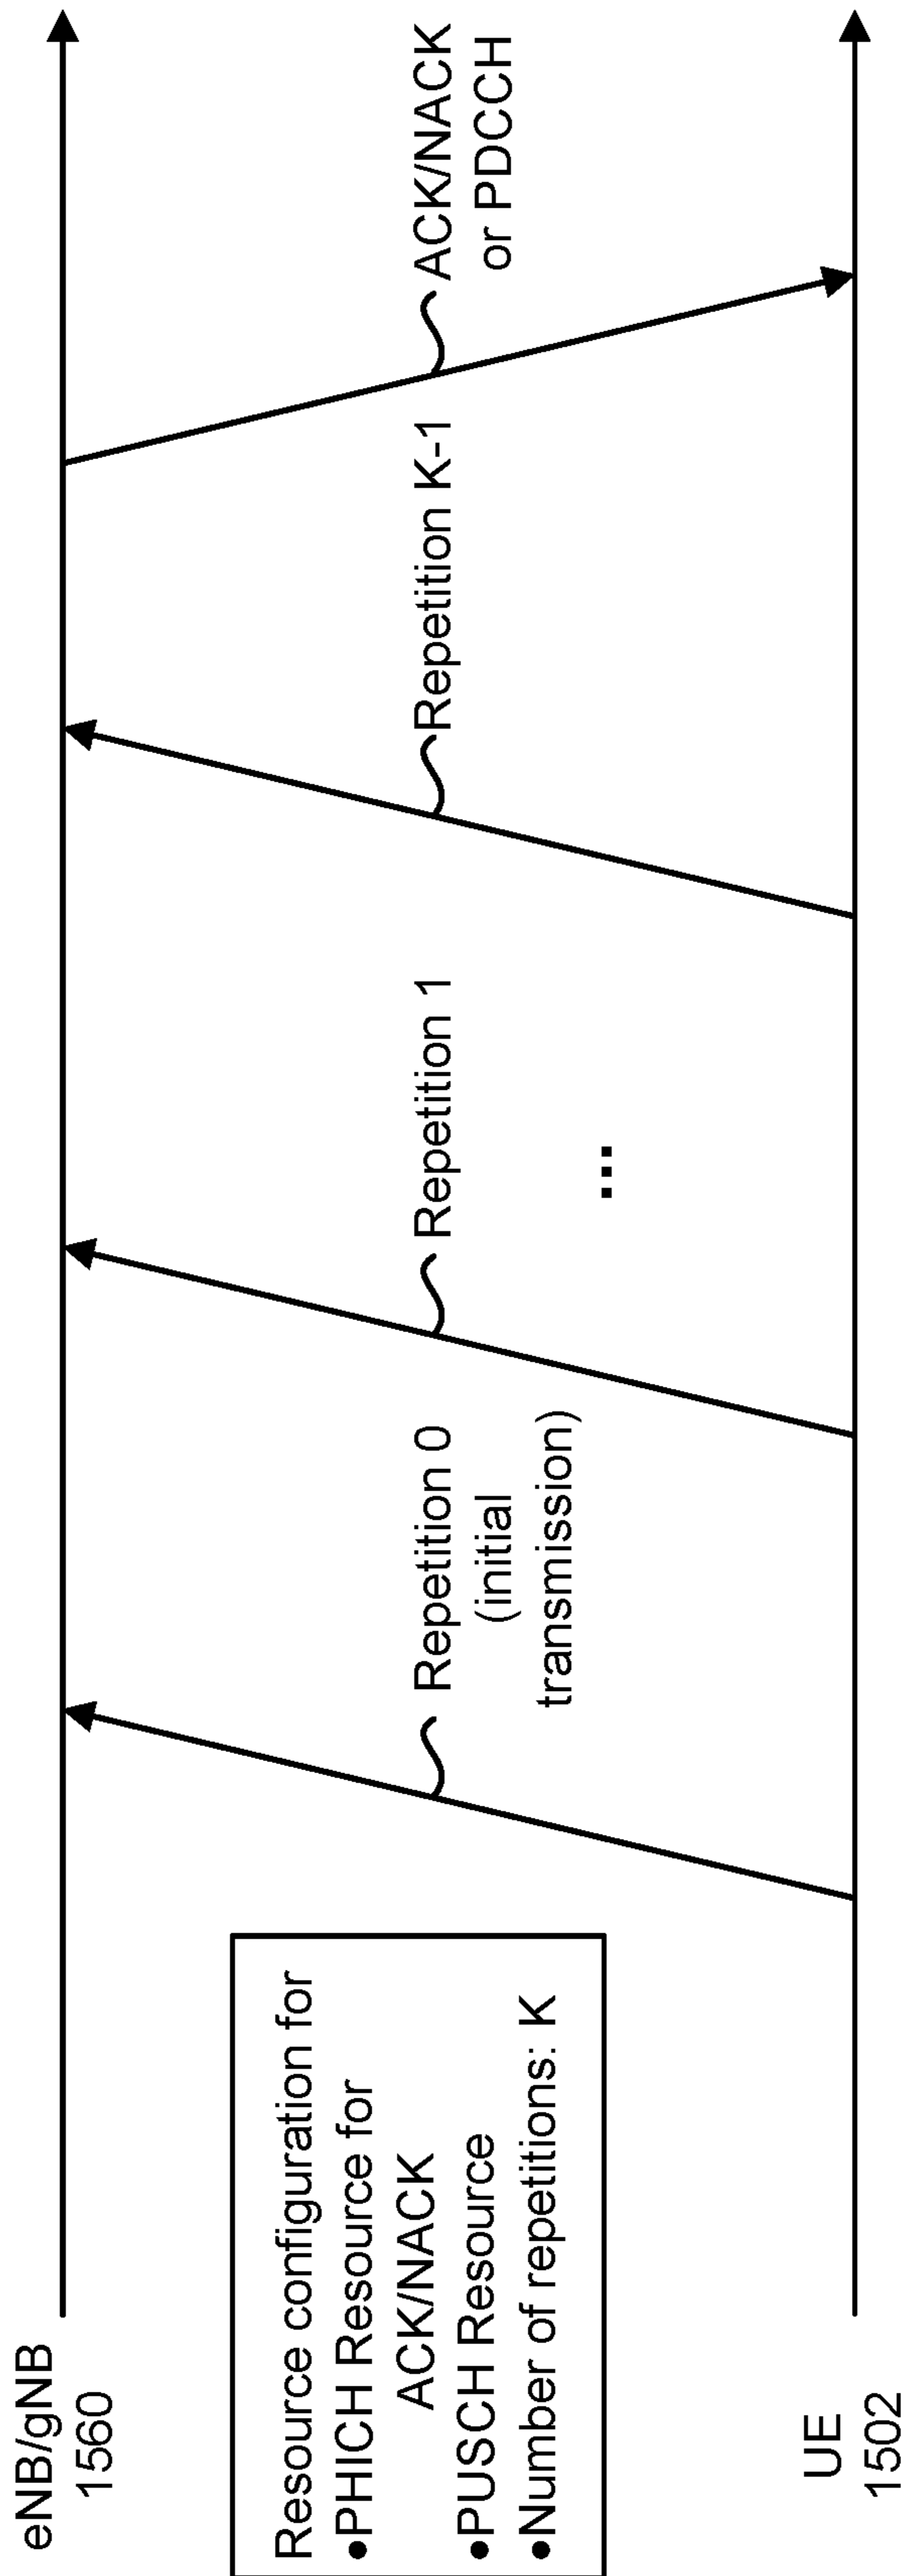 eNB/gNB
1560
Resource configuration for
•PHICH Resource for
ACK/NACK
•PUSCH Resource
•Number of repetitions: K
Repetition 0
(initial
transmission)
Repetition 1
...
Repetition K-1
ACK/NACK
or PDCCH
UE
1502